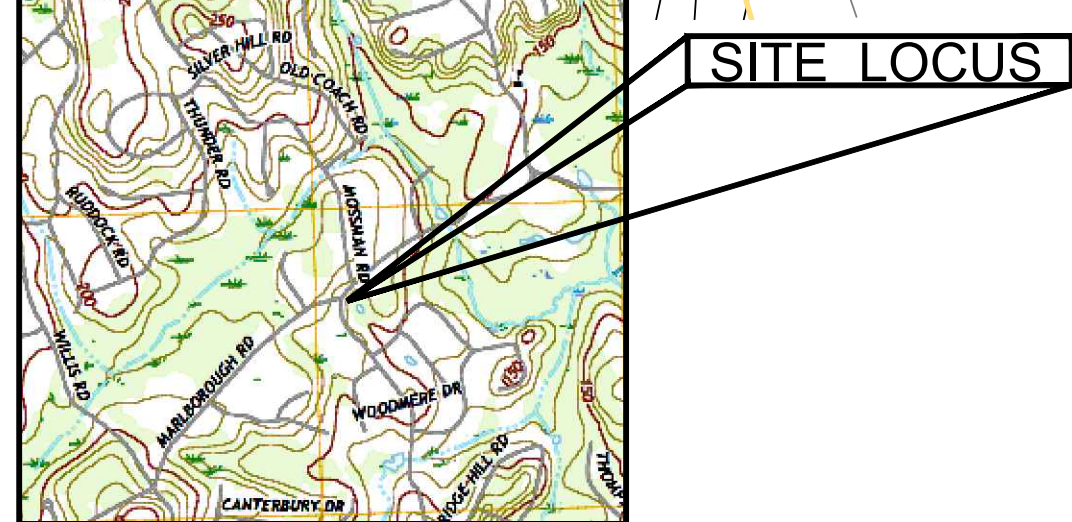 250
SILVER HILL RD
150
SITE LOCUS
OLD COACH RD
THUNDER RD
MOSSMAN RD
RUDDOCK RD
200
WILLIS RD
MARLBOROUGH RD
150
150
WOODMERE DR
RIDGE HILL RD
CANTERBURY DR